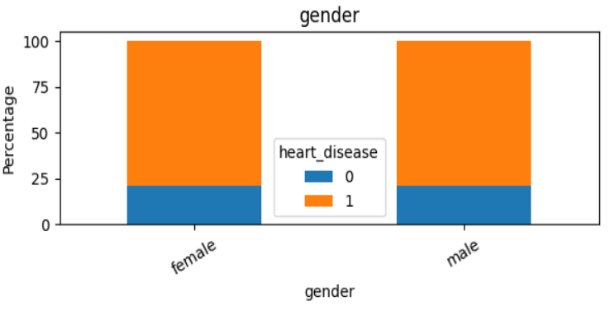 gender
100
75
50
25
0
Percentage
heart_disease
0
1
female
male
gender